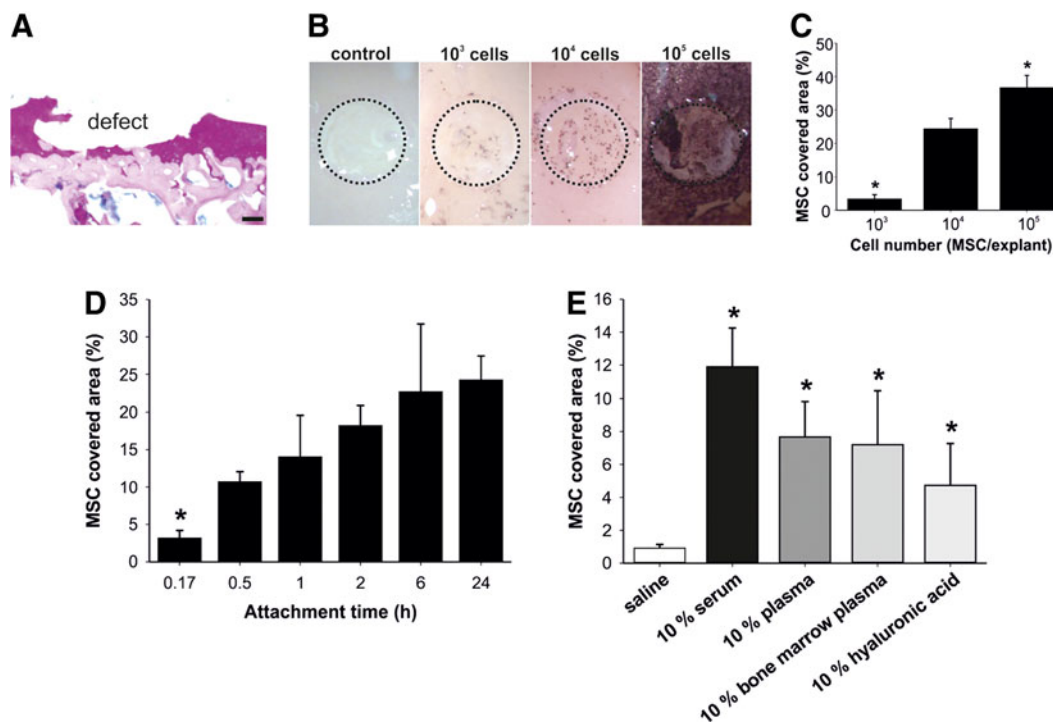 A
defect
B
control
10³ cells
10⁴ cells
10⁵ cells
C
MSC covered area (%)
50
40
30
20
10
0
*
*
10³
10⁴
10⁵
Cell number (MSC/explant)
D
MSC covered area (%)
35
30
25
20
15
10
5
0
*
0.17
0.5
1
2
6
24
Attachment time (h)
E
MSC covered area (%)
16
14
12
10
8
6
4
2
0
*
*
*
*
saline
10 % serum
10 % plasma
10 % bone marrow plasma
10 % hyaluronic acid